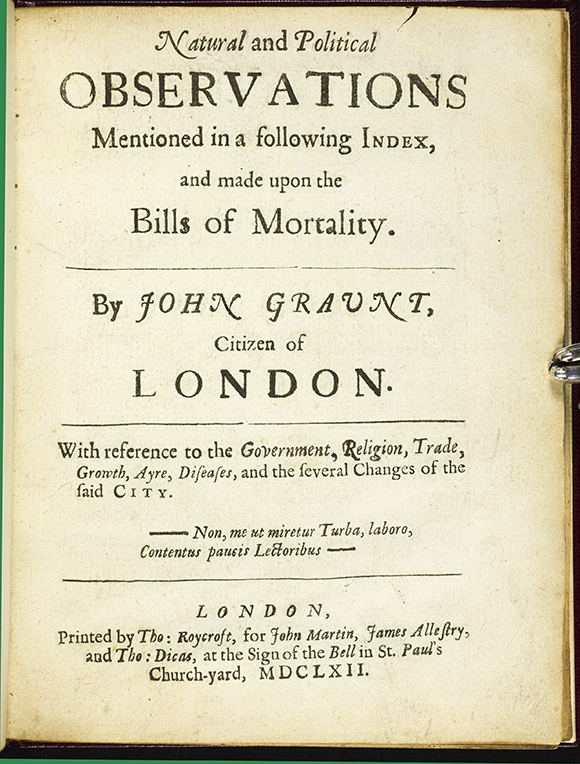 Natural and Political
OBSERVATIONS
Mentioned in a following INDEX,
and made upon the
Bills of Mortality.
By JOHN GRAUNT,
Citizen of
LONDON.
With reference to the Government, Religion, Trade,
Growth, Ayre, Diſeaſes, and the ſeveral Changes of the
ſaid CITY.
—— Non, me ut miretur Turba, laboro,
Contentus paucis Lectoribus ——
LONDON,
Printed by Tho: Roycroft, for John Martin, James Alleſtry,
and Tho: Dicas, at the Sign of the Bell in St. Paul's
Church-yard, MDCLXII.